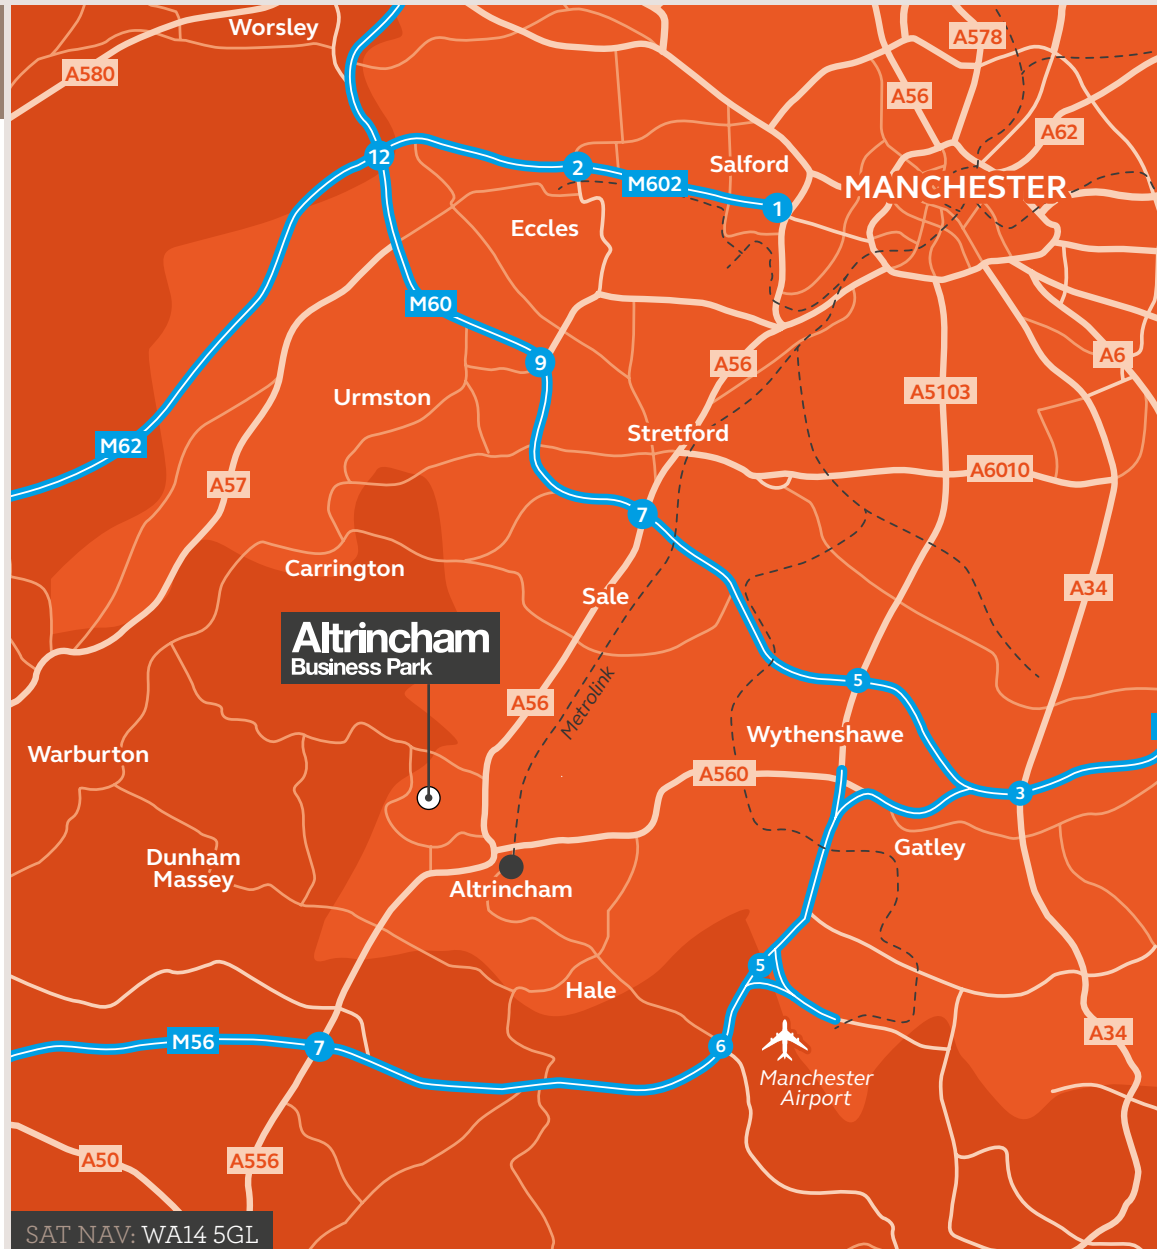 Worsley
A580
A578
A56
A62
12
2
M602
Salford
1
MANCHESTER
Eccles
M60
9
A56
A6
A5103
Urmston
M62
Stretford
A57
A6010
7
Carrington
Sale
A34
Altrincham
Business Park
A56
Metrolink
5
Warburton
Wythenshawe
A560
3
Dunham
Massey
Gatley
Altrincham
5
Hale
M56
7
6
A34
Manchester
Airport
A50
A556
SAT NAV: WA14 5GL